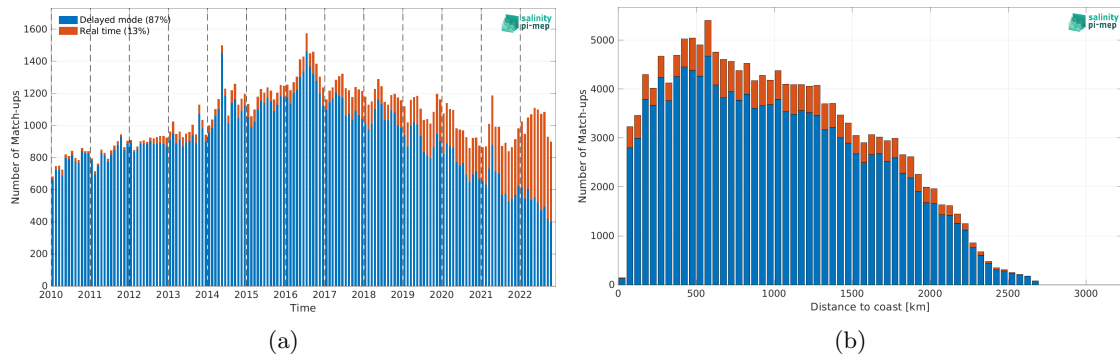 Number of Match-ups
1600
1400
1200
1000
800
600
400
200
0
Delayed mode (87%)
Real time (13%)
salinity
pi-mep
2010 2011 2012 2013 2014 2015 2016 2017 2018 2019 2020 2021 2022
Time
(a)
Number of Match-ups
5000
4000
3000
2000
1000
0
salinity
pi-mep
0 500 1000 1500 2000 2500 3000
Distance to coast [km]
(b)